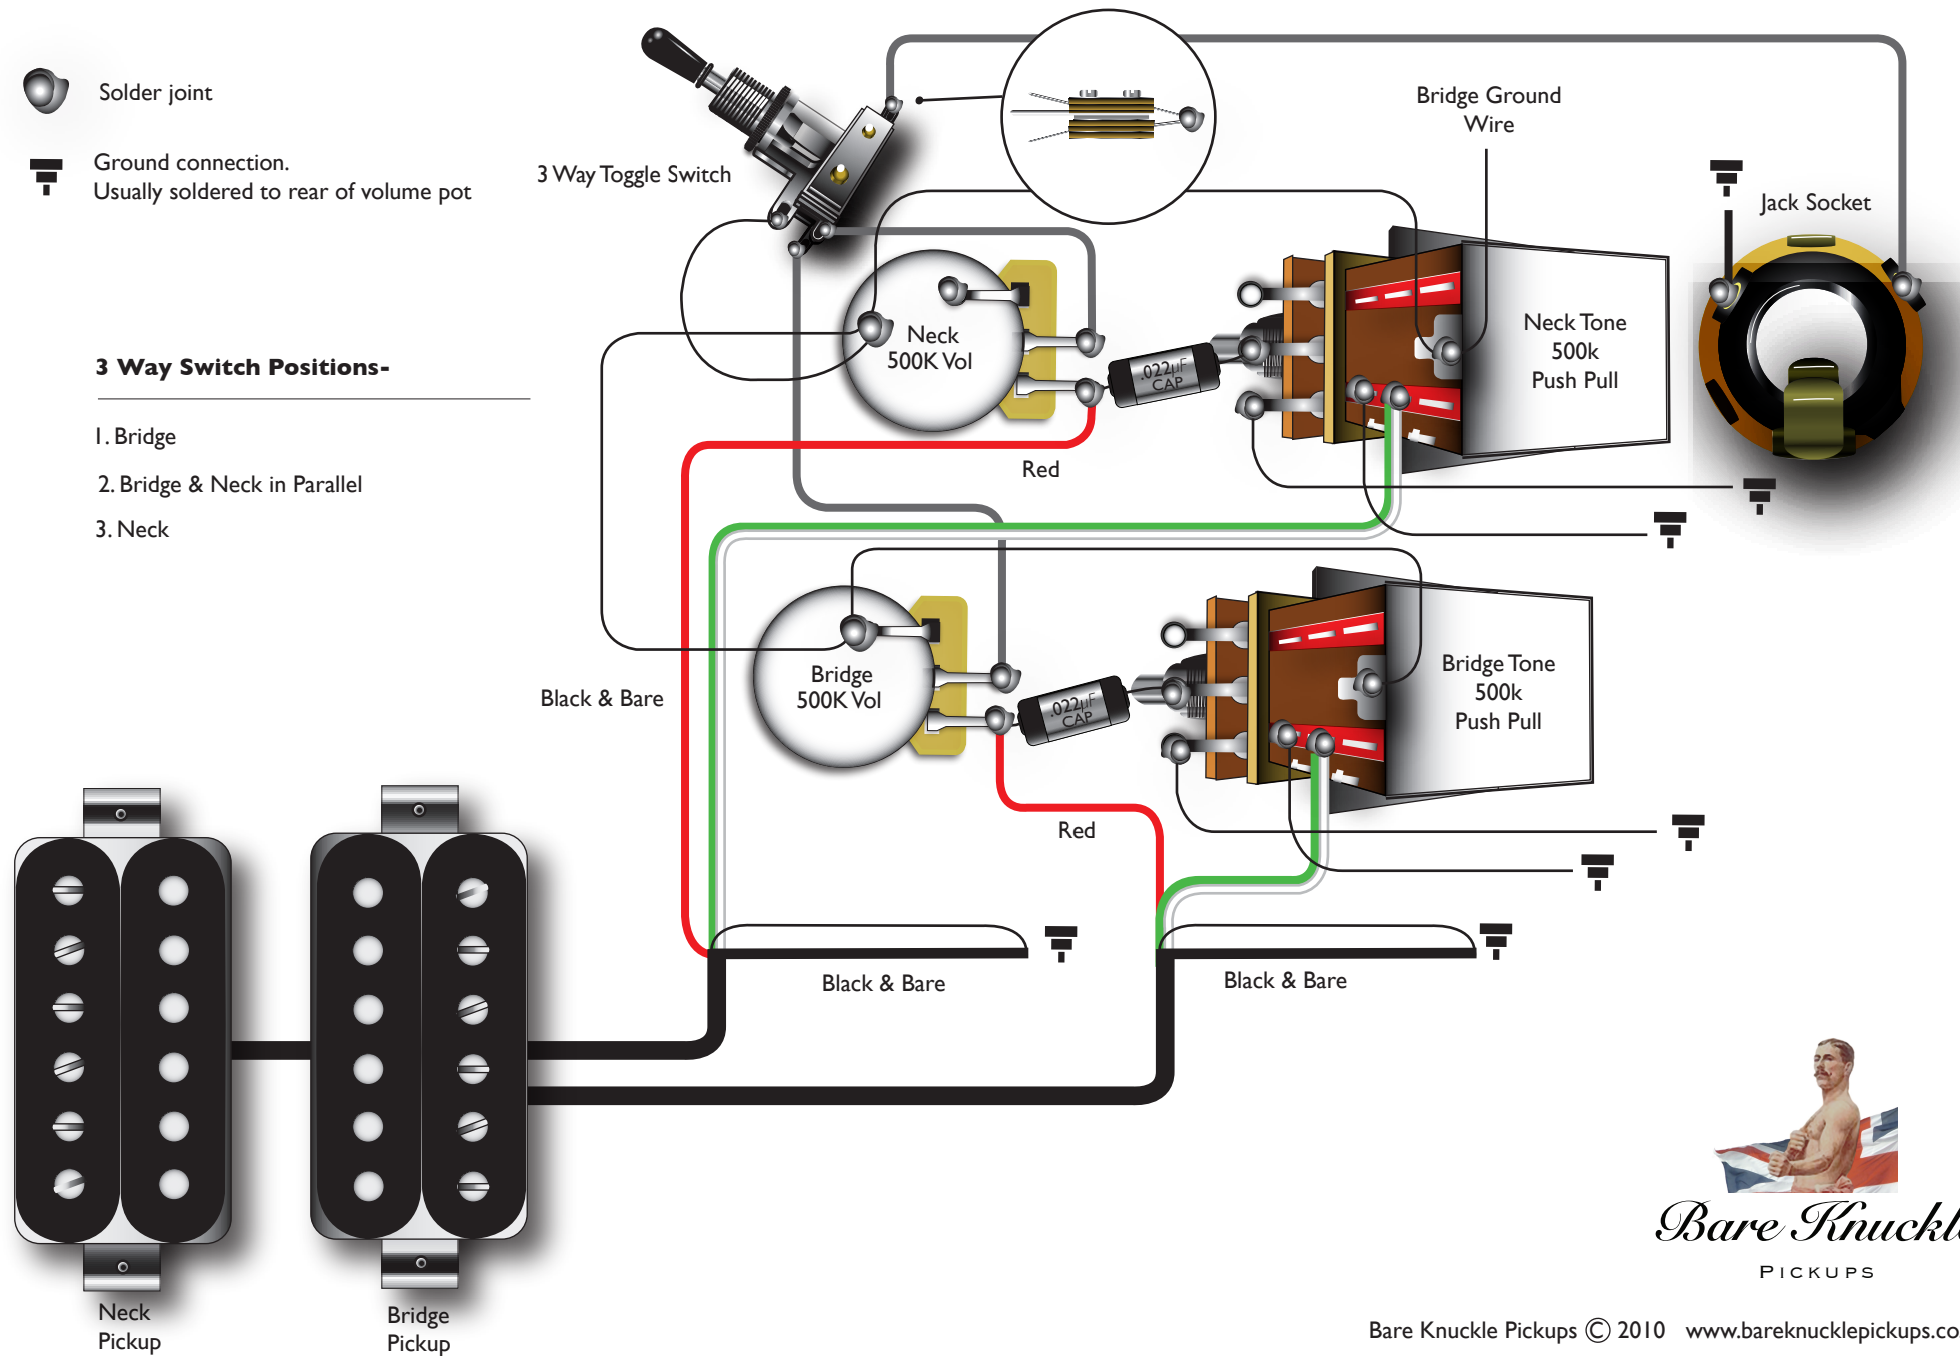 Solder joint
Ground connection.
Usually soldered to rear of volume pot
3 Way Toggle Switch
Bridge Ground
Wire
Jack Socket
3 Way Switch Positions-
1. Bridge
2. Bridge & Neck in Parallel
3. Neck
Neck
500K Vol
.022µF
CAP
Neck Tone
500k
Push Pull
Red
Black & Bare
Bridge
500K Vol
.022µF
CAP
Bridge Tone
500k
Push Pull
Red
Black & Bare
Black & Bare
Neck
Pickup
Bridge
Pickup
Bare Knuckl
PICKUPS
Bare Knuckle Pickups © 2010 www.bareknucklepickups.co